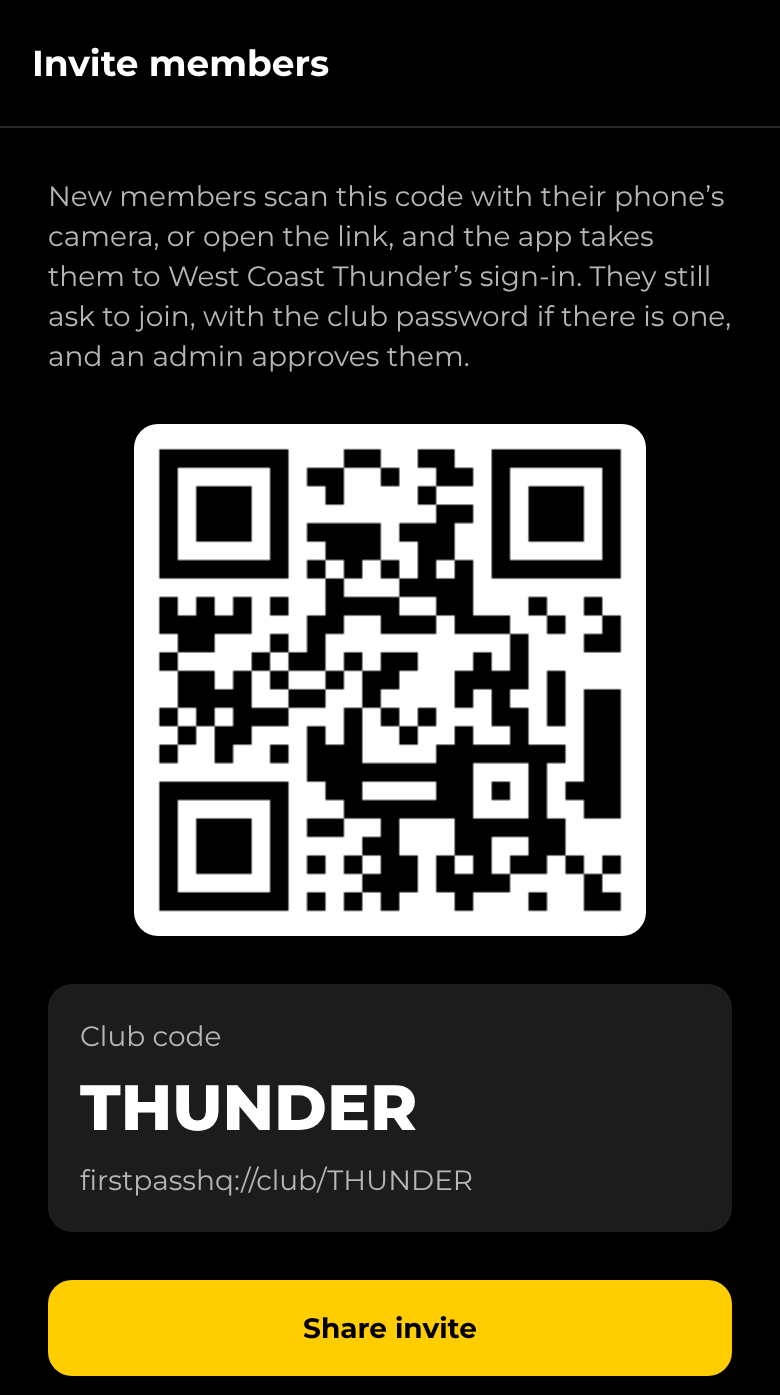 Invite members
New members scan this code with their phone’s
camera, or open the link, and the app takes
them to West Coast Thunder’s sign-in. They still
ask to join, with the club password if there is one,
and an admin approves them.
Club code
THUNDER
firstpasshq://club/THUNDER
Share invite